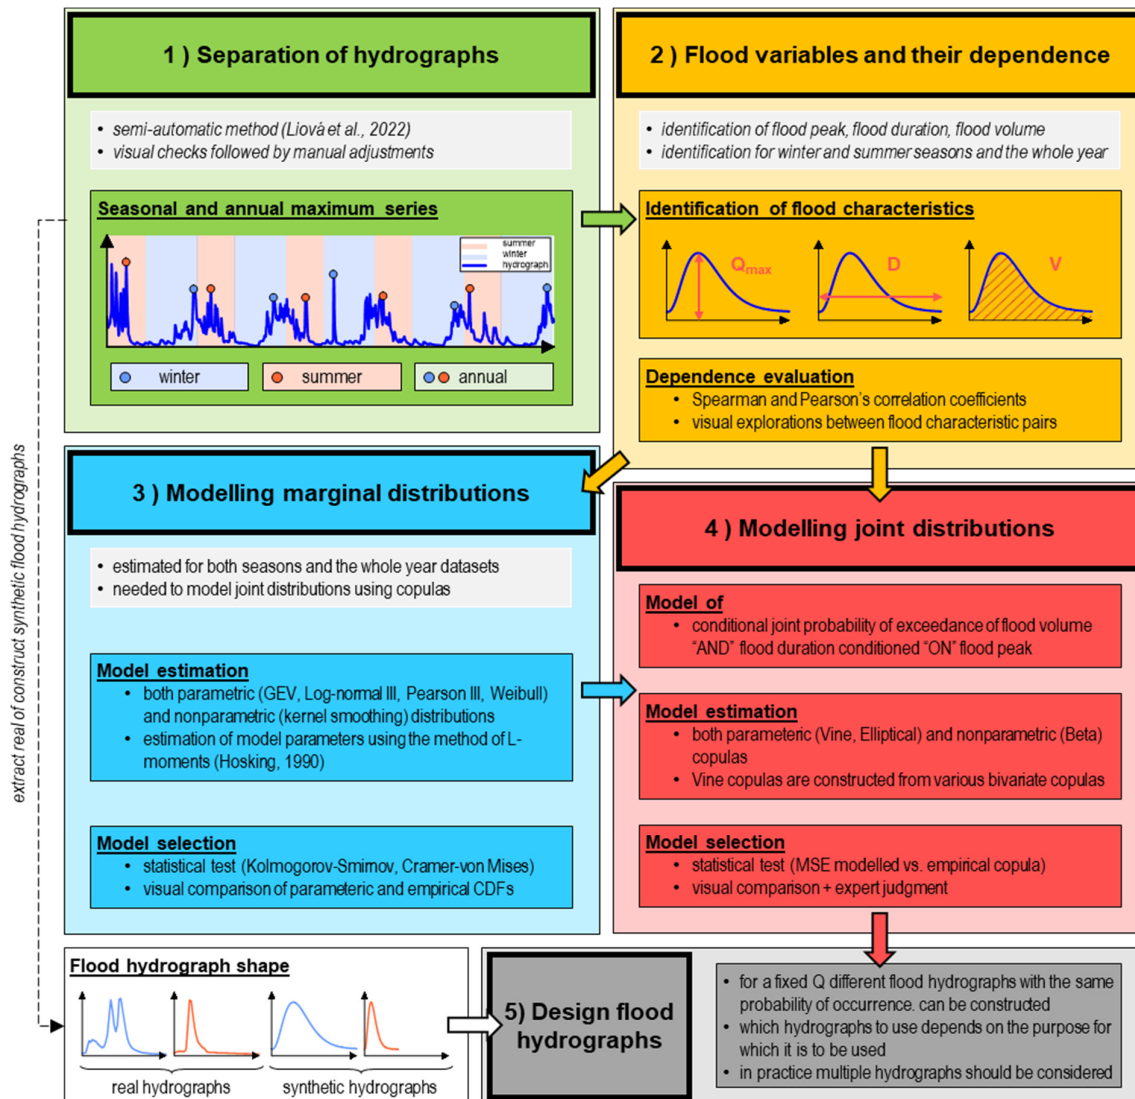 1 ) Separation of hydrographs
• semi-automatic method (Liová et al., 2022)
• visual checks followed by manual adjustments
Seasonal and annual maximum series
summer
winter
hydrograph
winter
summer
annual
2 ) Flood variables and their dependence
• identification of flood peak, flood duration, flood volume
• identification for winter and summer seasons and the whole year
Identification of flood characteristics
Qmax
D
V
Dependence evaluation
• Spearman and Pearson's correlation coefficients
• visual explorations between flood characteristic pairs
extract real of construct synthetic flood hydrographs
3 ) Modelling marginal distributions
• estimated for both seasons and the whole year datasets
• needed to model joint distributions using copulas
Model estimation
• both parametric (GEV, Log-normal III, Pearson III, Weibull)
and nonparametric (kernel smoothing) distributions
• estimation of model parameters using the method of L-
moments (Hosking, 1990)
Model selection
• statistical test (Kolmogorov-Smirnov, Cramer-von Mises)
• visual comparison of parameteric and empirical CDFs
4 ) Modelling joint distributions
Model of
• conditional joint probability of exceedance of flood volume
"AND" flood duration conditioned "ON" flood peak
Model estimation
• both parameteric (Vine, Elliptical) and nonparametric (Beta)
copulas
• Vine copulas are constructed from various bivariate copulas
Model selection
• statistical test (MSE modelled vs. empirical copula)
• visual comparison + expert judgment
Flood hydrograph shape
real hydrographs
synthetic hydrographs
5) Design flood
hydrographs
• for a fixed Q different flood hydrographs with the same
probability of occurrence. can be constructed
• which hydrographs to use depends on the purpose for
which it is to be used
• in practice multiple hydrographs should be considered